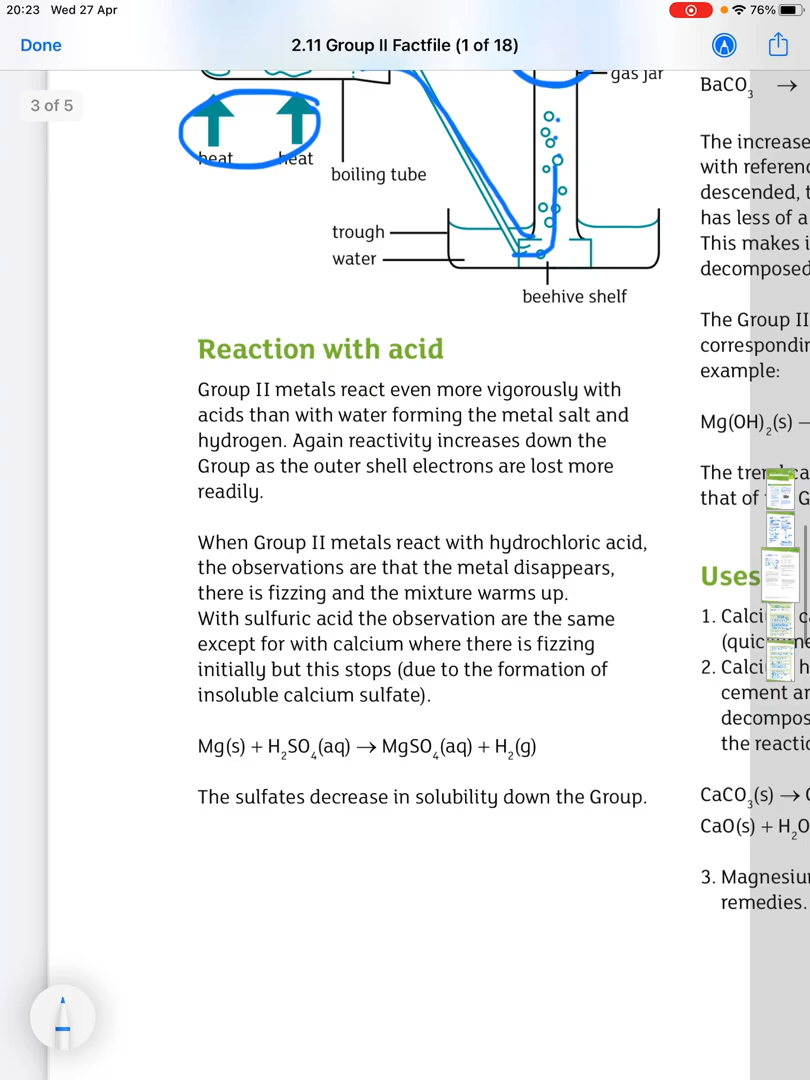 20:23 Wed 27 Apr
76%
Done
2.11 Group II Factfile (1 of 18)
3 of 5
gas jar
heat heat
boiling tube
trough
water
beehive shelf
Reaction with acid
Group II metals react even more vigorously with
acids than with water forming the metal salt and
hydrogen. Again reactivity increases down the
Group as the outer shell electrons are lost more
readily.
When Group II metals react with hydrochloric acid,
the observations are that the metal disappears,
there is fizzing and the mixture warms up.
With sulfuric acid the observation are the same
except for with calcium where there is fizzing
initially but this stops (due to the formation of
insoluble calcium sulfate).
Mg(s) + H₂SO₄(aq) → MgSO₄(aq) + H₂(g)
The sulfates decrease in solubility down the Group.
BaCO₃ →
The increase
with
descended,
has less of a
This makes i
decomposed
The Group II
example:
Mg(OH)₂(s)
The
that of
Uses
1.
2.
cement
the
CaCO₃(s) →
CaO(s) + H₂O
3.
remedies.